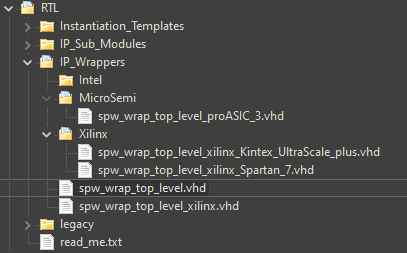 RTL
Instantiation_Templates
IP_Sub_Modules
IP_Wrappers
Intel
MicroSemi
spw_wrap_top_level_proASIC_3.vhd
Xilinx
spw_wrap_top_level_xilinx_Kintex_UltraScale_plus.vhd
spw_wrap_top_level_xilinx_Spartan_7.vhd
spw_wrap_top_level.vhd
spw_wrap_top_level_xilinx.vhd
legacy
read_me.txt